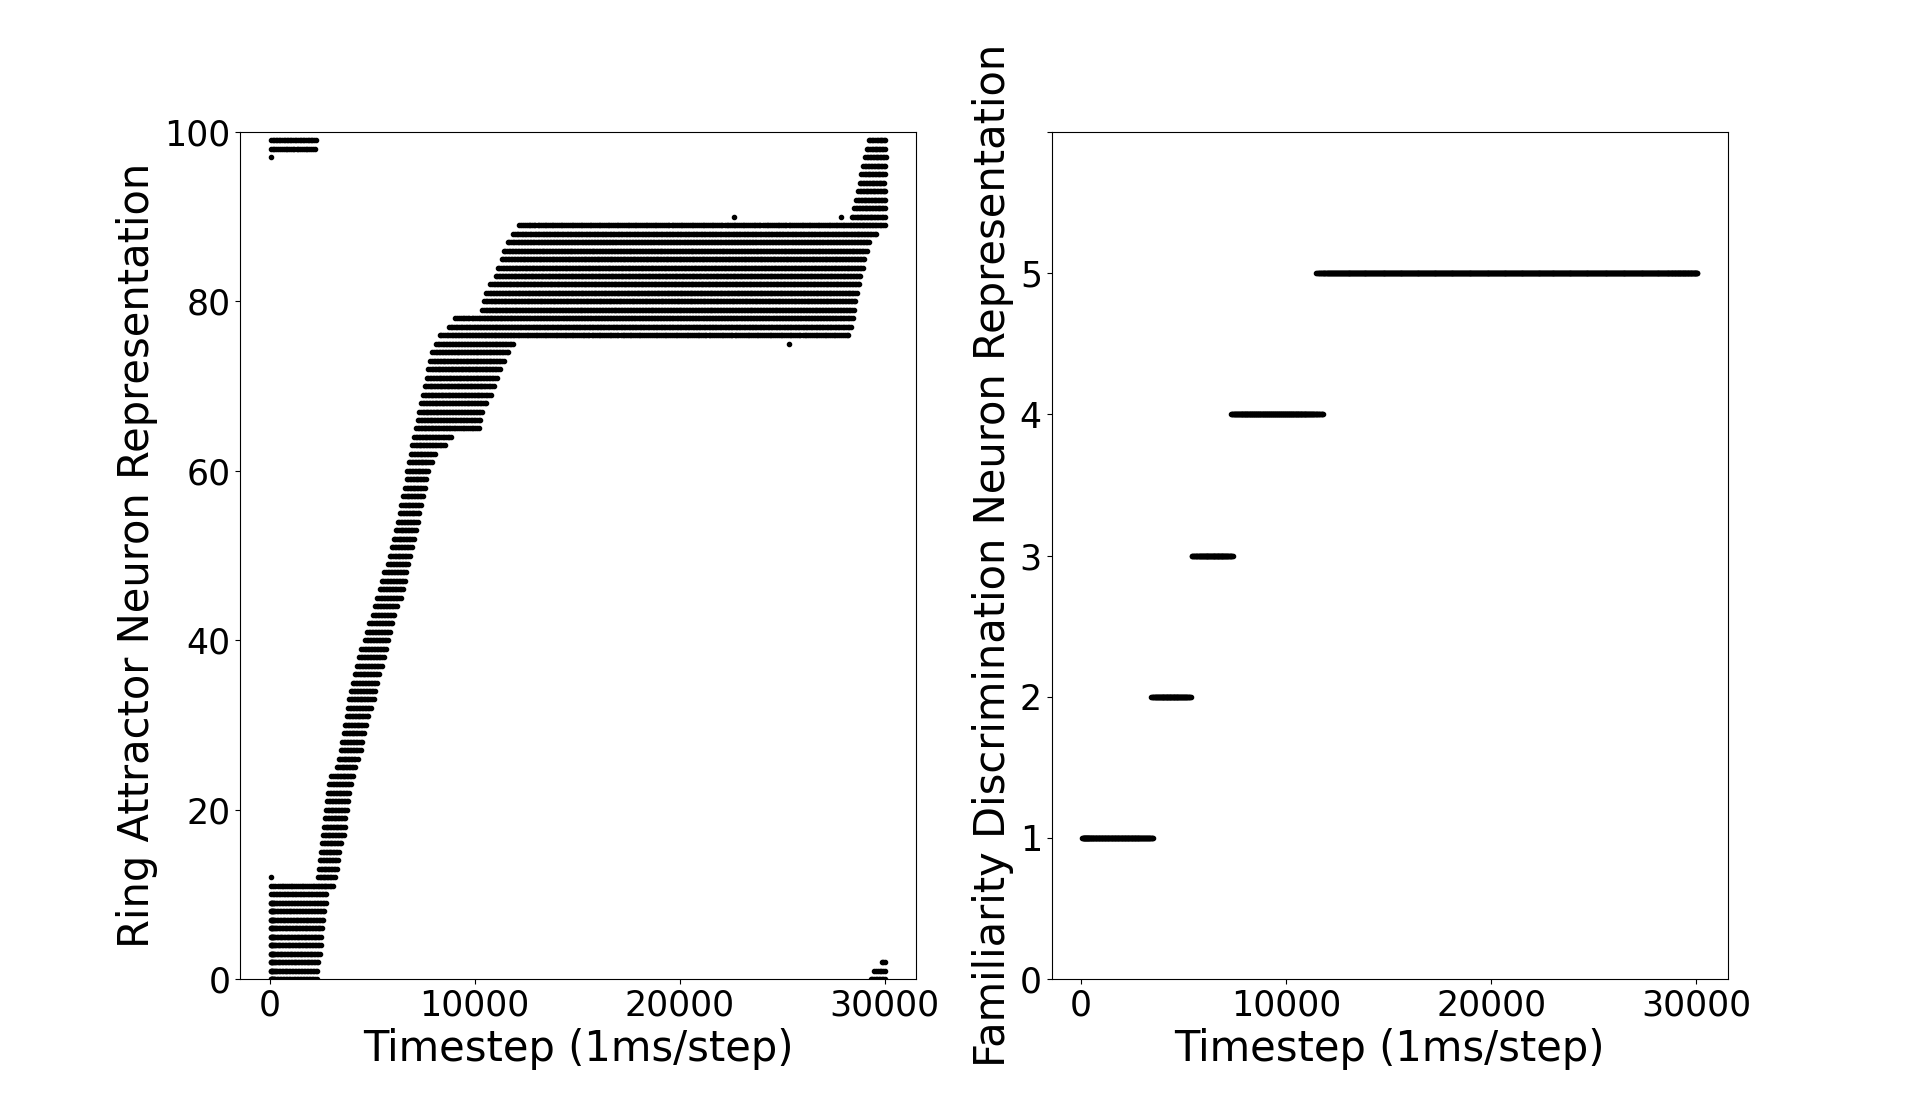 Ring Attractor Neuron Representation
100
80
60
40
20
0
0 10000 20000 30000
Timestep (1ms/step)
Familiarity Discrimination Neuron Representation
5
4
3
2
1
0
0 10000 20000 30000
Timestep (1ms/step)